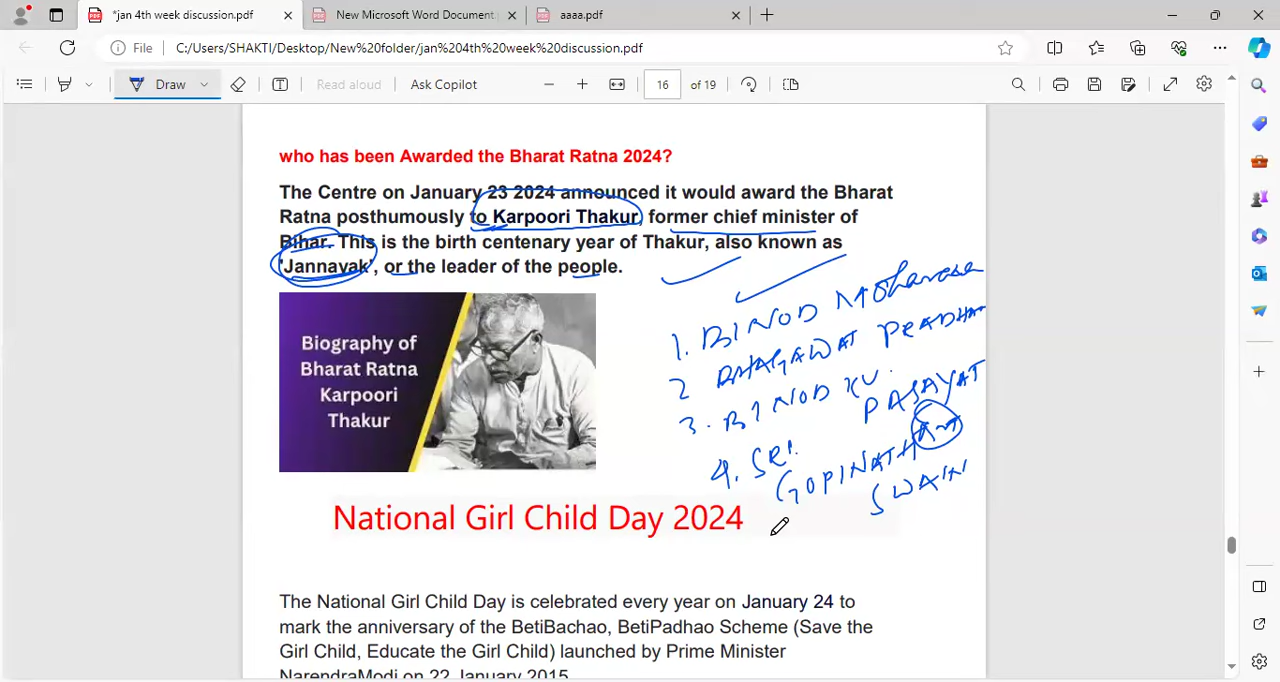 *jan 4th week discussion.pdf
New Microsoft Word Document
aaaa.pdf
File
C:/Users/SHAKTI/Desktop/New%20folder/jan%204th%20week%20discussion.pdf
Draw
Read aloud
Ask Copilot
16
of 19
who has been Awarded the Bharat Ratna 2024?
The Centre on January 23 2024 announced it would award the Bharat
Ratna posthumously to Karpoori Thakur, former chief minister of
Bihar. This is the birth centenary year of Thakur, also known as
'Jannayak', or the leader of the people.
Biography of
Bharat Ratna
Karpoori
Thakur
1. BINOD
2 BHAGAWAT PRADHAN
3. BINOD KU.
PASAYAT
4. SRI
GOPINATH
SWAIN
National Girl Child Day 2024
The National Girl Child Day is celebrated every year on January 24 to
mark the anniversary of the BetiBachao, BetiPadhao Scheme (Save the
Girl Child, Educate the Girl Child) launched by Prime Minister
NarendraModi on 22 January 2015